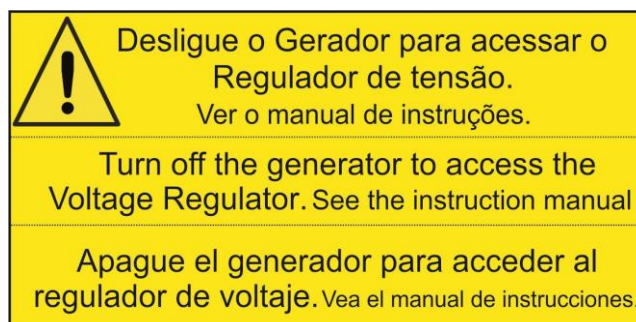 Desligue o Gerador para acessar o
Regulador de tensão.
Ver o manual de instruções.
Turn off the generator to access the
Voltage Regulator. See the instruction manual
Apague el generador para acceder al
regulador de voltaje. Vea el manual de instrucciones.